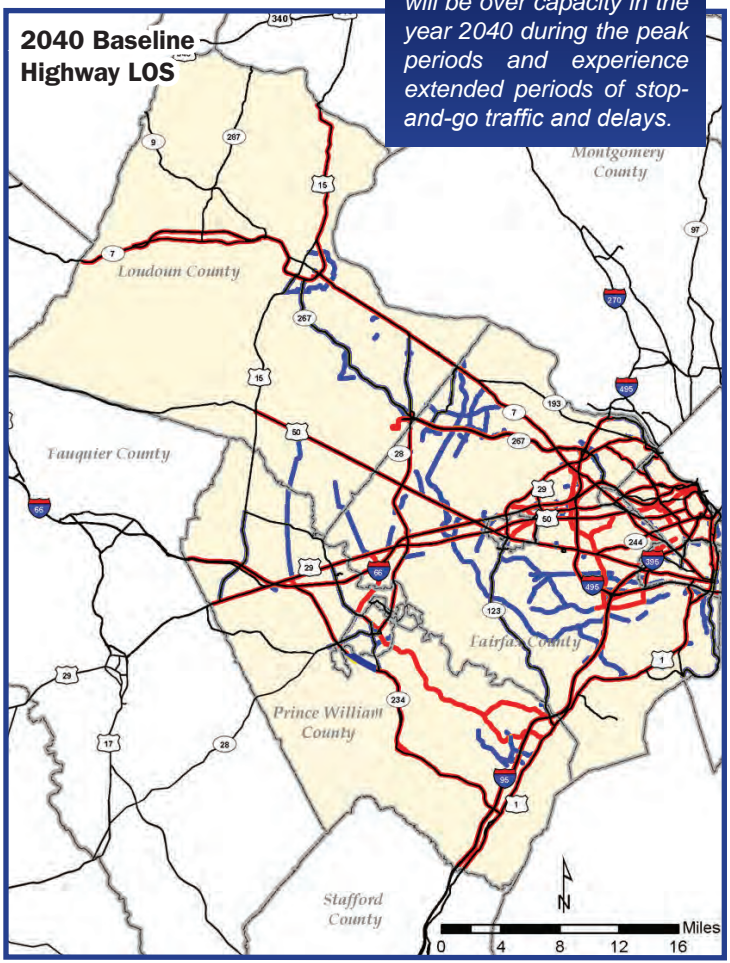 340
2040 Baseline
Highway LOS
will be over capacity in the
year 2040 during the peak
periods and experience
extended periods of stop-
and-go traffic and delays.
9
287
15
Montgomery
County
97
7
Loudoun County
270
267
495
15
193
7
50
267
28
Fauquier County
29
66
50
244
29
66
395
495
123
Fairfax County
1
29
234
Prince William
County
17
28
95
1
Stafford
County
N
Miles
0 4 8 12 16